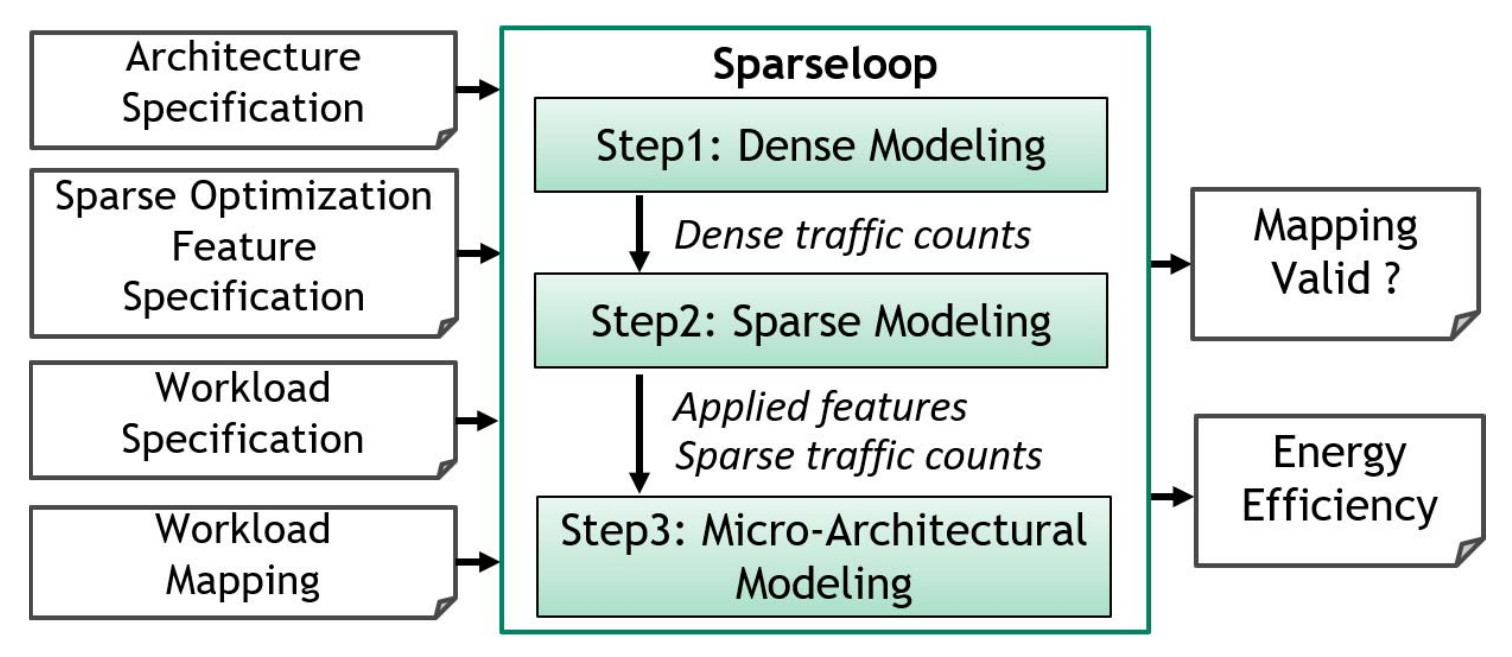 Architecture
Specification
Sparse Optimization
Feature
Specification
Workload
Specification
Workload
Mapping
Sparseloop
Step1: Dense Modeling
Dense traffic counts
Step2: Sparse Modeling
Applied features
Sparse traffic counts
Step3: Micro-Architectural
Modeling
Mapping
Valid ?
Energy
Efficiency